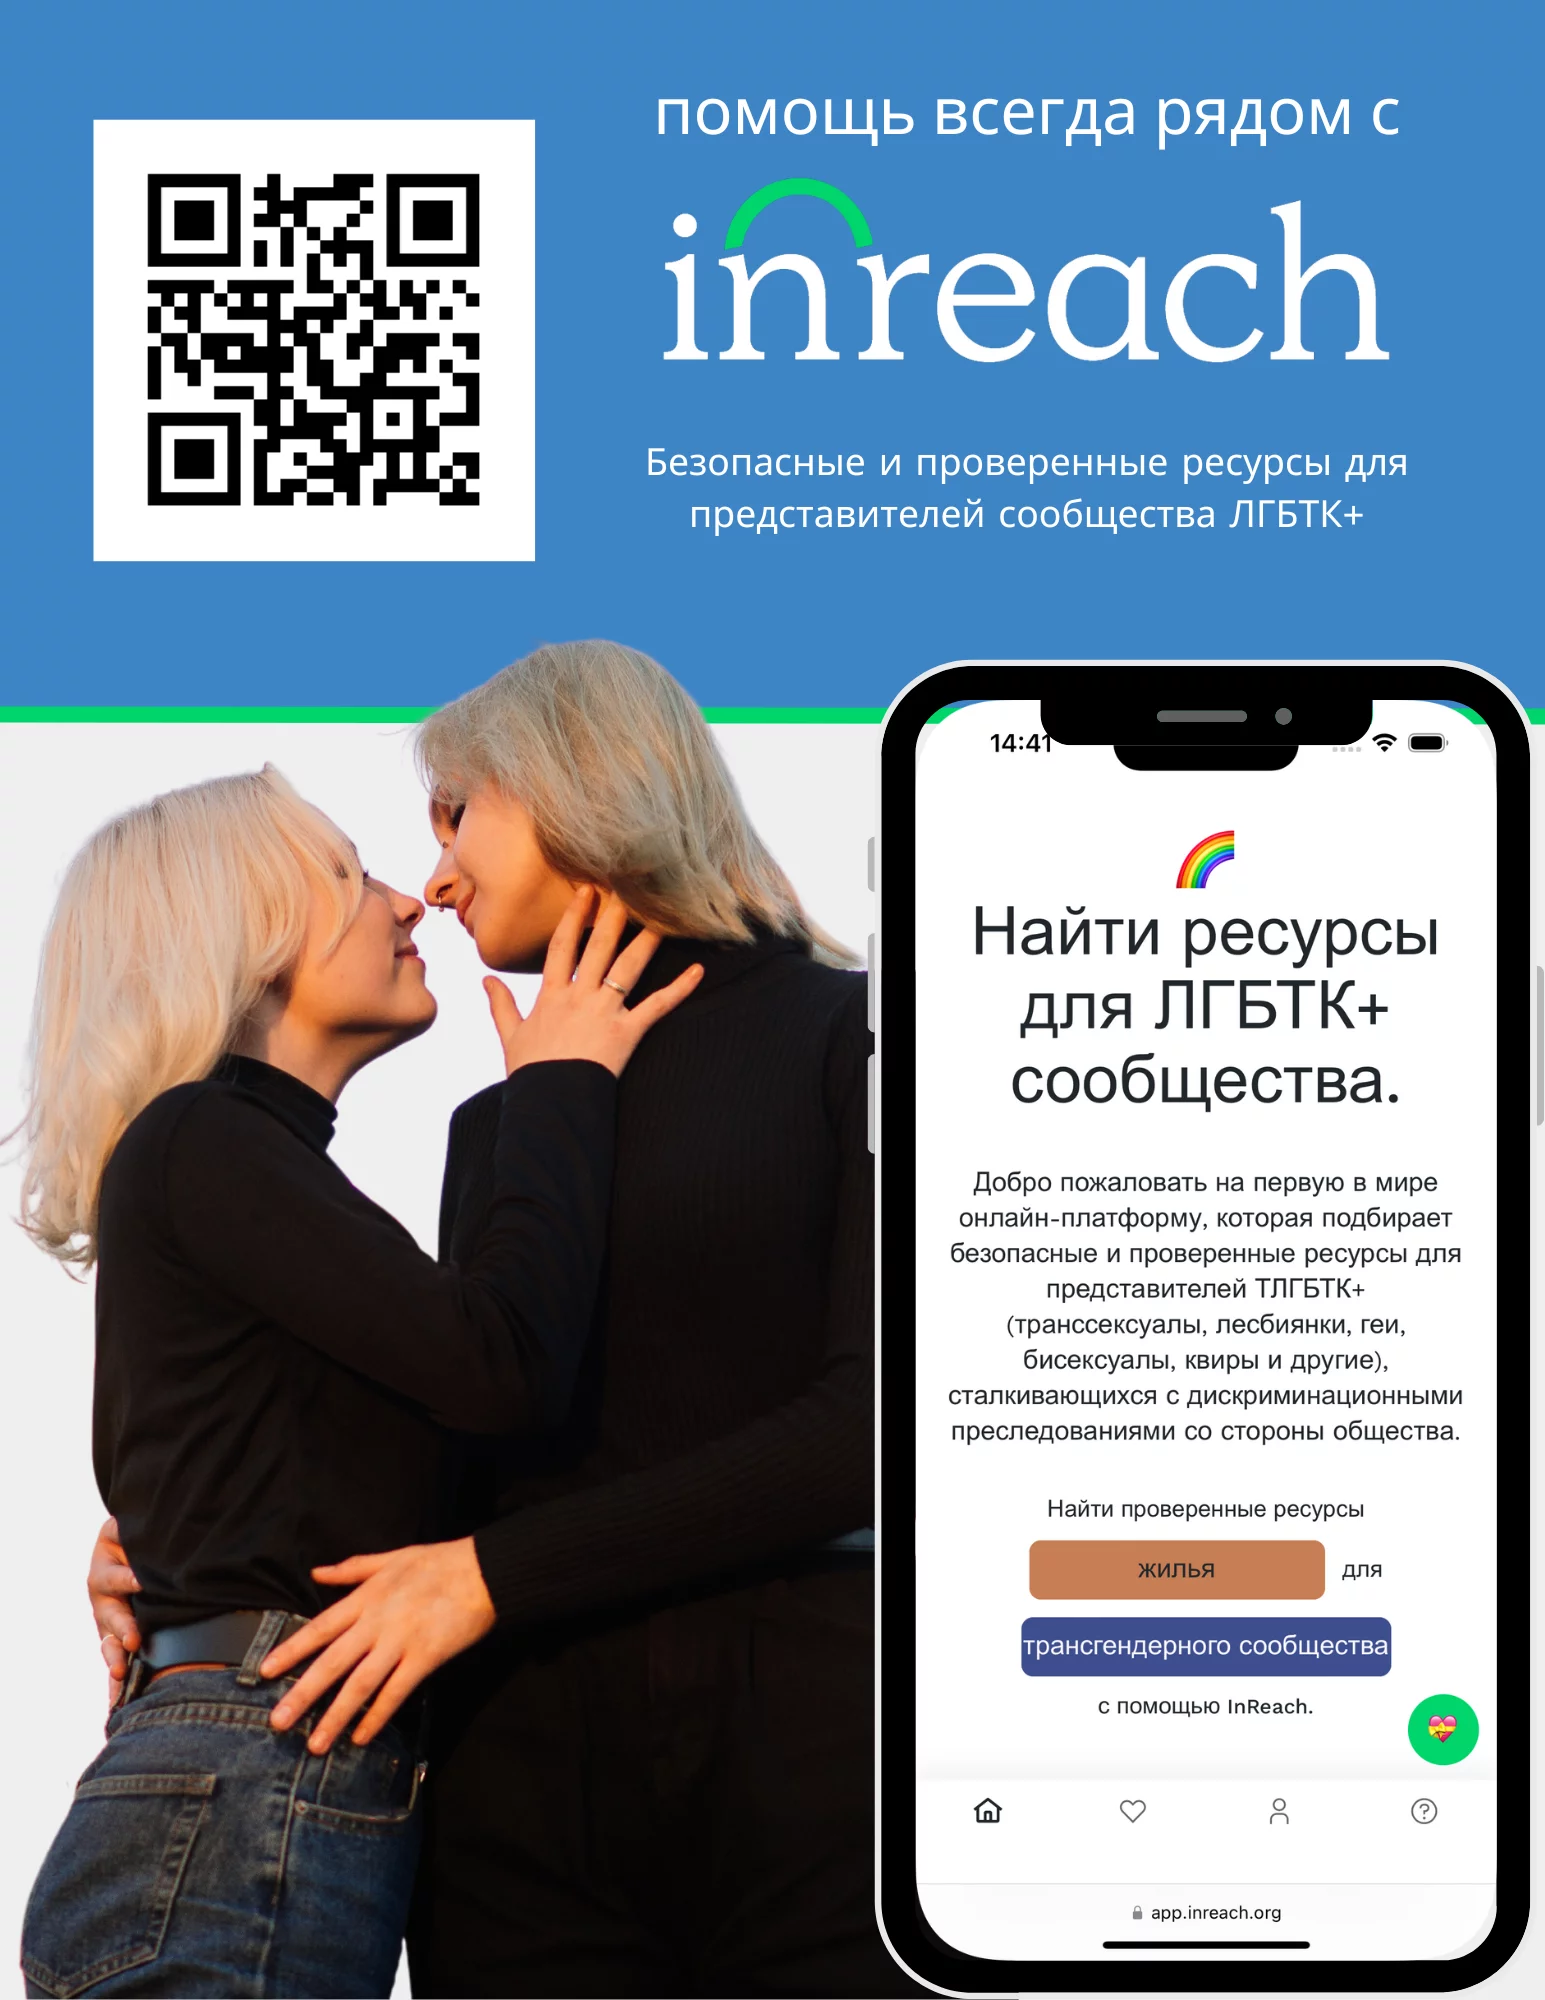 помощь всегда рядом с
inreach
Безопасные и проверенные ресурсы для
представителей сообщества ЛГБТК+
14:41
Найти ресурсы
для ЛГБТК+
сообщества.
Добро пожаловать на первую в мире
онлайн-платформу, которая подбирает
безопасные и проверенные ресурсы для
представителей ТЛГБТК+
(транссексуалы, лесбиянки, геи,
бисексуалы, квиры и другие),
сталкивающихся с дискриминационными
преследованиями со стороны общества.
Найти проверенные ресурсы
жилья для
трансгендерного сообщества
с помощью InReach.
app.inreach.org